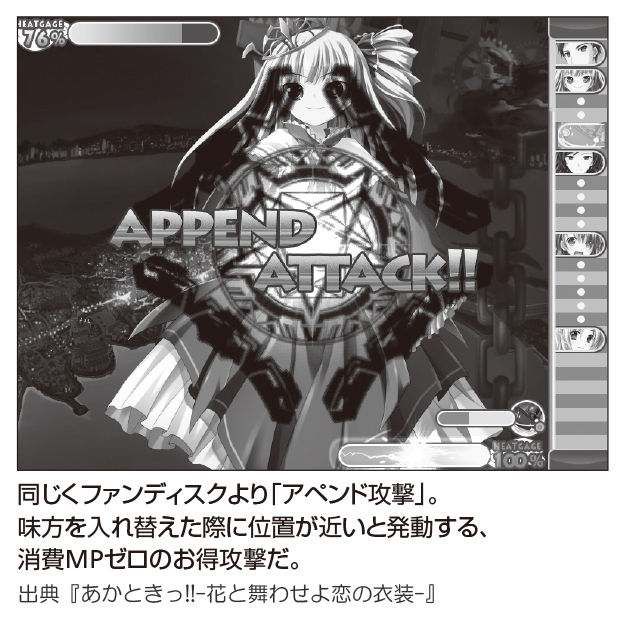 HEATGAGE
76%
APPEND
ATTACK!!
HEATGAGE
100%
同じくファンディスクより「アペンド攻撃」。
味方を入れ替えた際に位置が近いと発動する、
消費MPゼロのお得攻撃だ。
出典『あかときっ!!-花と舞わせよ恋の衣装-』